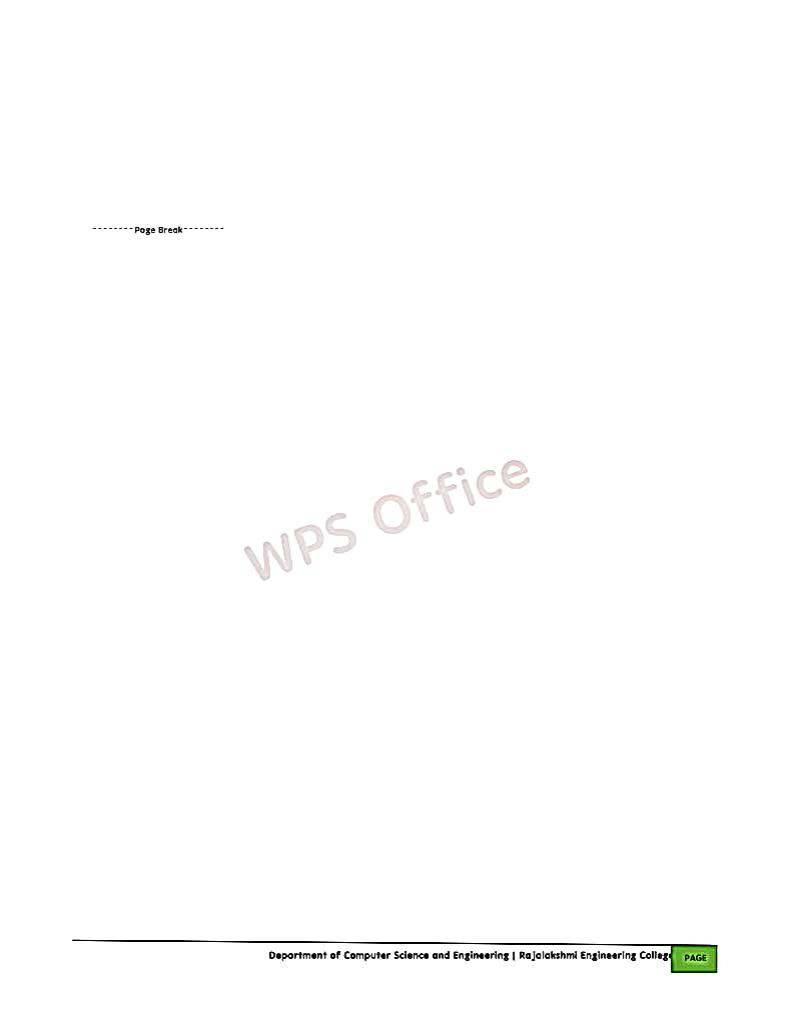 --------Page Break--------
WPS Office
Department of Computer Science and Engineering | Rajalakshmi Engineering College
PAGE